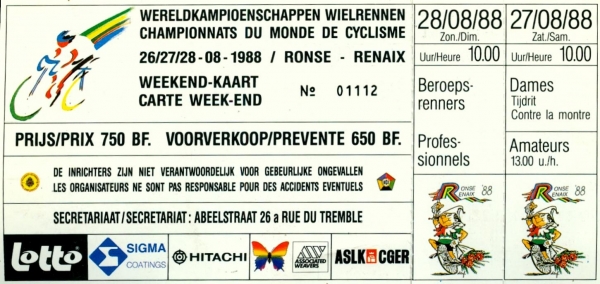 WERELDKAMPIOENSCHAPPEN WIELRENNEN
CHAMPIONNATS DU MONDE DE CYCLISME
26/27/28-08-1988 / RONSE - RENAIX
WEEKEND-KAART
CARTE WEEK-END
Nº 01112
PRIJS/PRIX 750 BF. VOORVERKOOP/PREVENTE 650 BF.
DE INRICHTERS ZIJN NIET VERANTWOORDELIJK VOOR GEBEURLIJKE ONGEVALLEN
LES ORGANISATEURS NE SONT PAS RESPONSABLE POUR DES ACCIDENTS EVENTUELS
SECRETARIAAT/SECRETARIAT: ABEELSTRAAT 26 a RUE DU TREMBLE
Lotto
SIGMA
COATINGS
HITACHI
ASSOCIATED
WEAVERS
ASLK CGER
28/08/88
Zon./Dim.
Uur/Heure 10.00
Beroeps-
renners
Profes-
sionnels
RONSE
RENAIX '88
27/08/88
Zat./Sam.
Uur/Heure 10.00
Dames
Tijdrit
Contre la montre
Amateurs
13.00 u./h.
RONSE
RENAIX '88